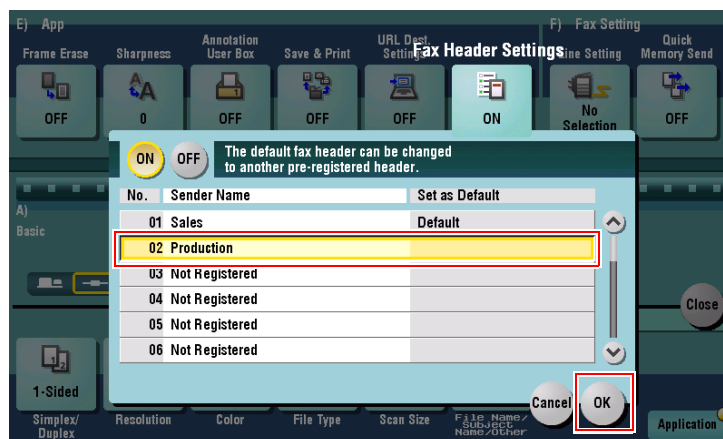 E) App
F) Fax Setting
Frame Erase
Sharpness
Annotation
User Box
Save & Print
URL Dest.
Settings
Fax Header Settings
Line Setting
Quick
Memory Send
OFF
0
OFF
OFF
OFF
ON
No
Selection
OFF
ON
OFF
The default fax header can be changed
to another pre-registered header.
No. Sender Name Set as Default
01 Sales Default
02 Production
03 Not Registered
04 Not Registered
05 Not Registered
06 Not Registered
A)
Basic
Close
Cancel
OK
1-Sided
Simplex/
Duplex
Resolution
Color
File Type
Scan Size
File Name/
Subject
Name/Other
Application